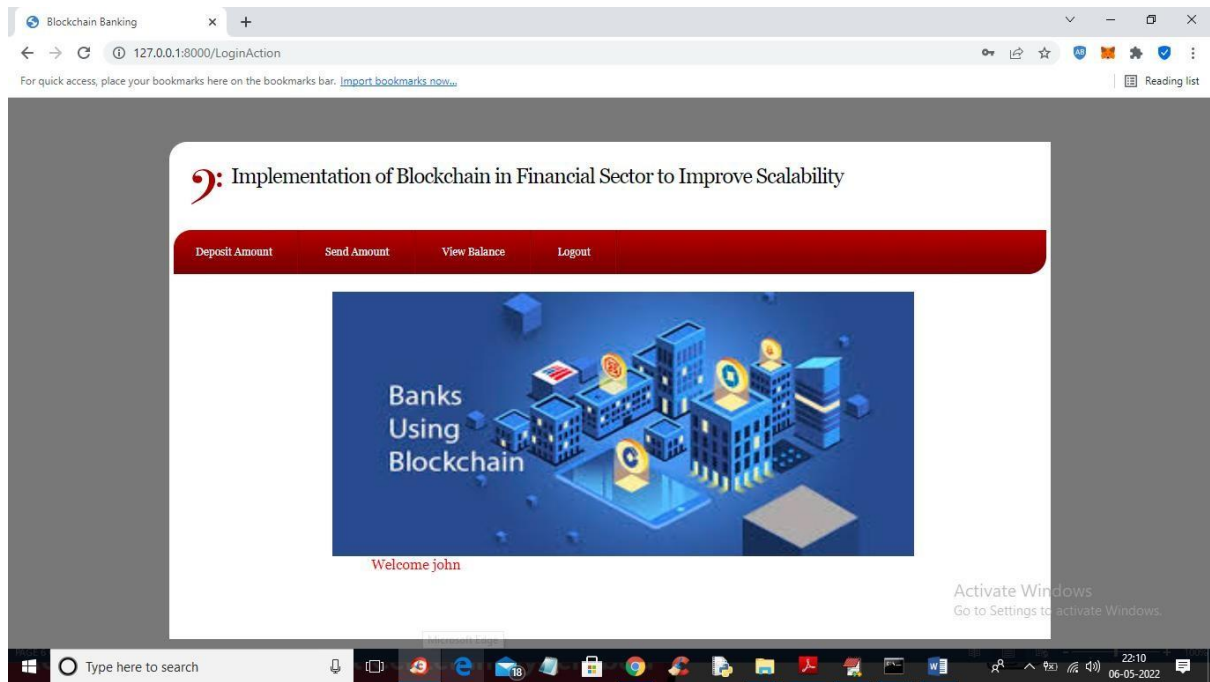 Blockchain Banking
127.0.0.1:8000/LoginAction
For quick access, place your bookmarks here on the bookmarks bar. Import bookmarks now...
Reading list
Implementation of Blockchain in Financial Sector to Improve Scalability
Deposit Amount Send Amount View Balance Logout
Banks
Using
Blockchain
Welcome john
Activate Windows
Go to Settings to activate Windows.
Microsoft Edge
Type here to search
18
22:10
06-05-2022